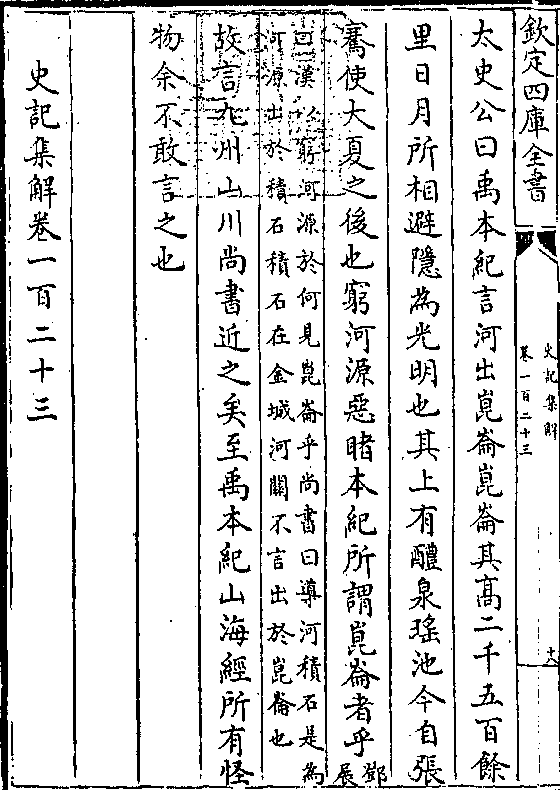 欽定四庫全書
史記集解
卷一百二十三
十八
太史公曰禹本紀言河出崑崙崑崙其髙二千五百餘
里日月所相避隱為光明也其上有醴泉瑶池今自張
騫使大夏之後也窮河源惡睹本紀所謂崑崙者乎鄧展
曰漢以窮河源於何見崑崙乎尚書曰導河積石是為
河源出於積石積石在金城河關不言出於崑崙也
故言九州山川尚書近之矣至禹本紀山海經所有怪
物余不敢言之也
史記集解卷一百二十三